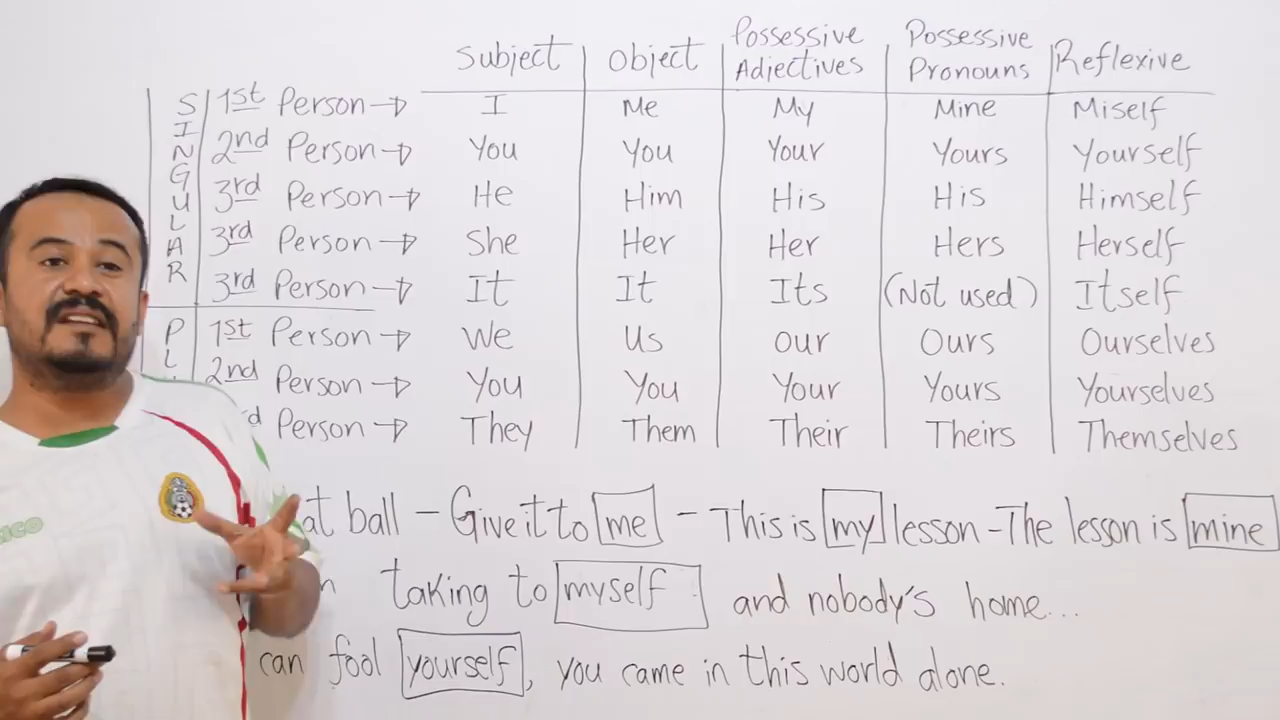 Subject Object Possessive Adjectives Possessive Pronouns Reflexive
SINGULAR
1st Person I Me My Mine Miself
2nd Person You You Your Yours Yourself
3rd Person He Him His His Himself
3rd Person She Her Her Hers Herself
3rd Person It It Its (Not used) Itself
PL
1st Person We Us our Ours Ourselves
2nd Person You You Your Yours Yourselves
Person They Them Their Theirs Themselves
at ball - Give it to me - This is my lesson - The lesson is mine
taking to myself and nobody's home...
can fool yourself, you came in this world alone.